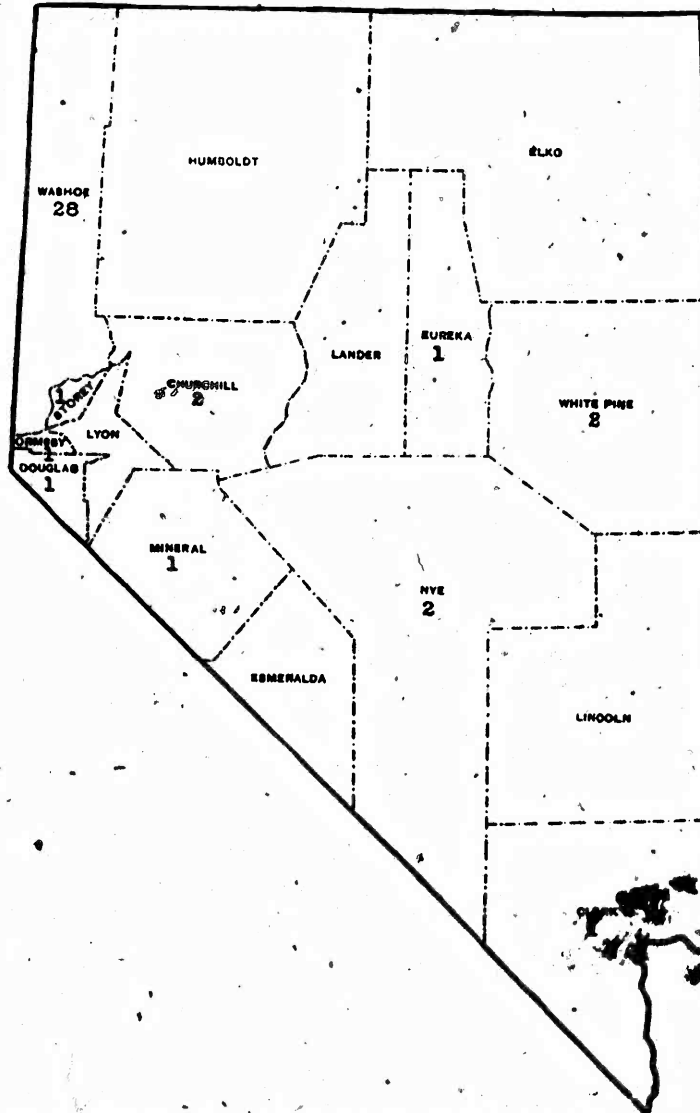 HUMBOLDT
ELKO
WASHOE
28
LANDER
EUREKA
1
CHURCHILL
2
1
STOREY
WHITE PINE
2
LYON
ORMSBY
1
DOUGLAS
1
MINERAL
1
NYE
2
ESMERALDA
LINCOLN
CLARK